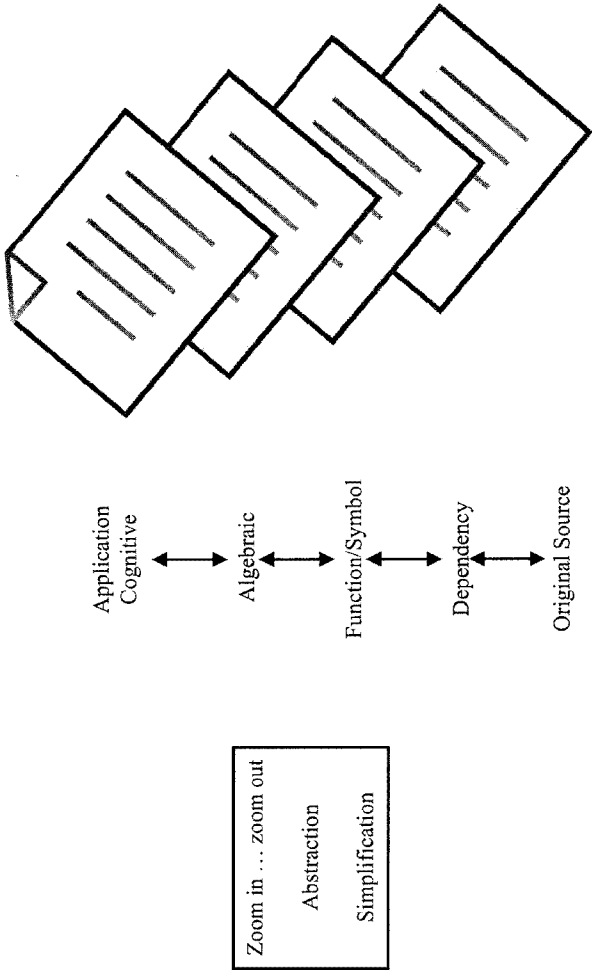 Zoom in ... zoom out
Abstraction
Simplification
Application
Cognitive
Algebraic
Function/Symbol
Dependency
Original Source